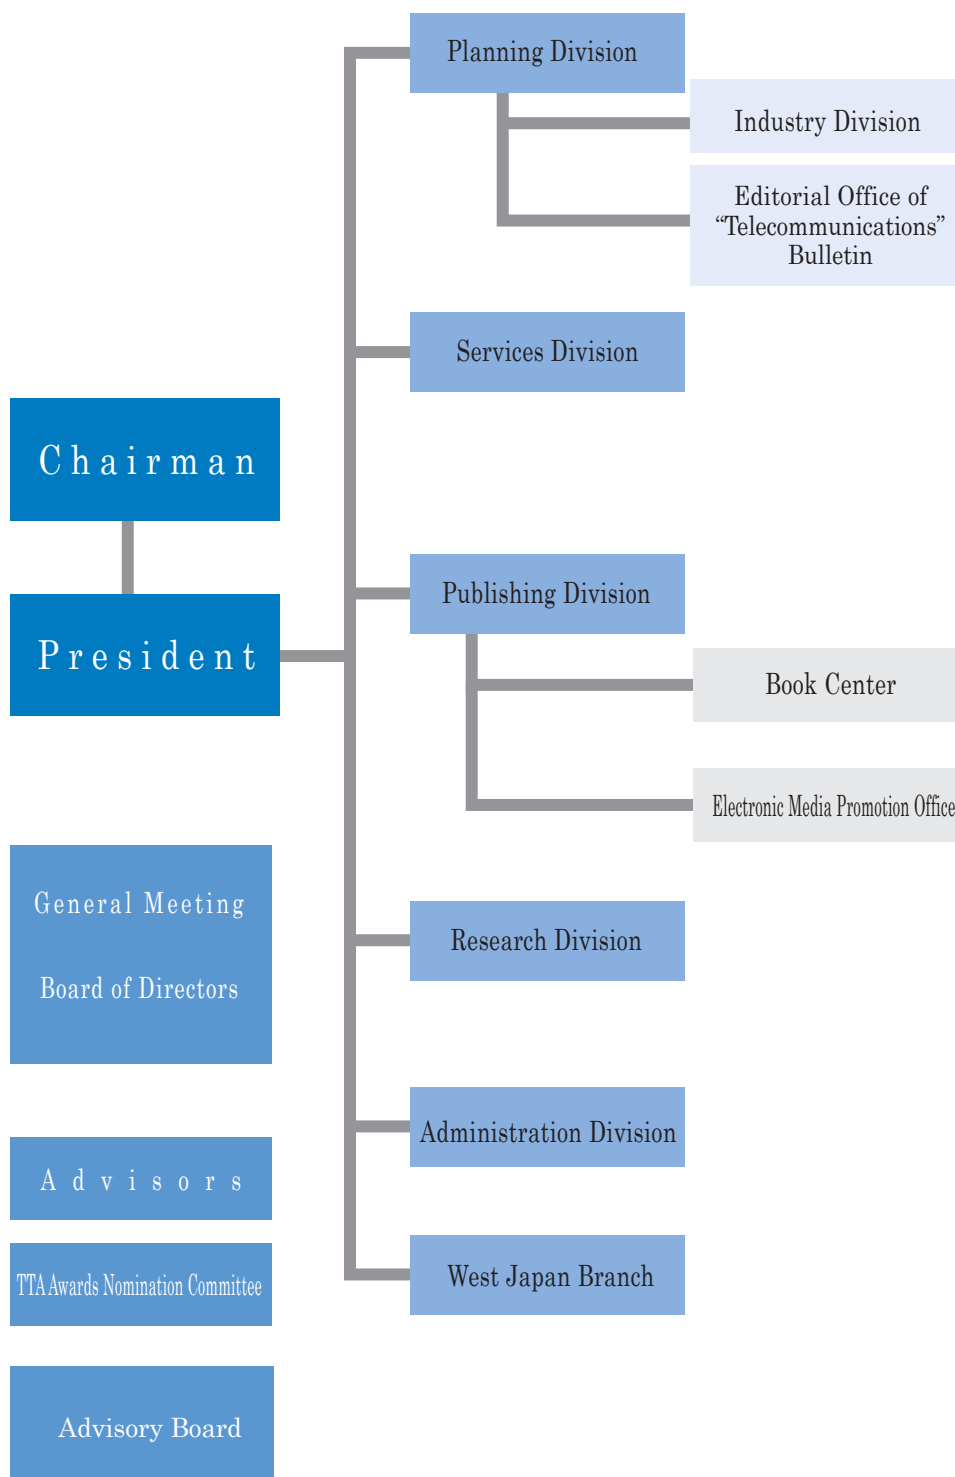 Planning Division
Industry Division
Editorial Office of
“Telecommunications”
Bulletin
Services Division
Chairman
President
Publishing Division
Book Center
Electronic Media Promotion Office
General Meeting
Board of Directors
Research Division
Administration Division
Advisors
West Japan Branch
TTA Awards Nomination Committee
Advisory Board